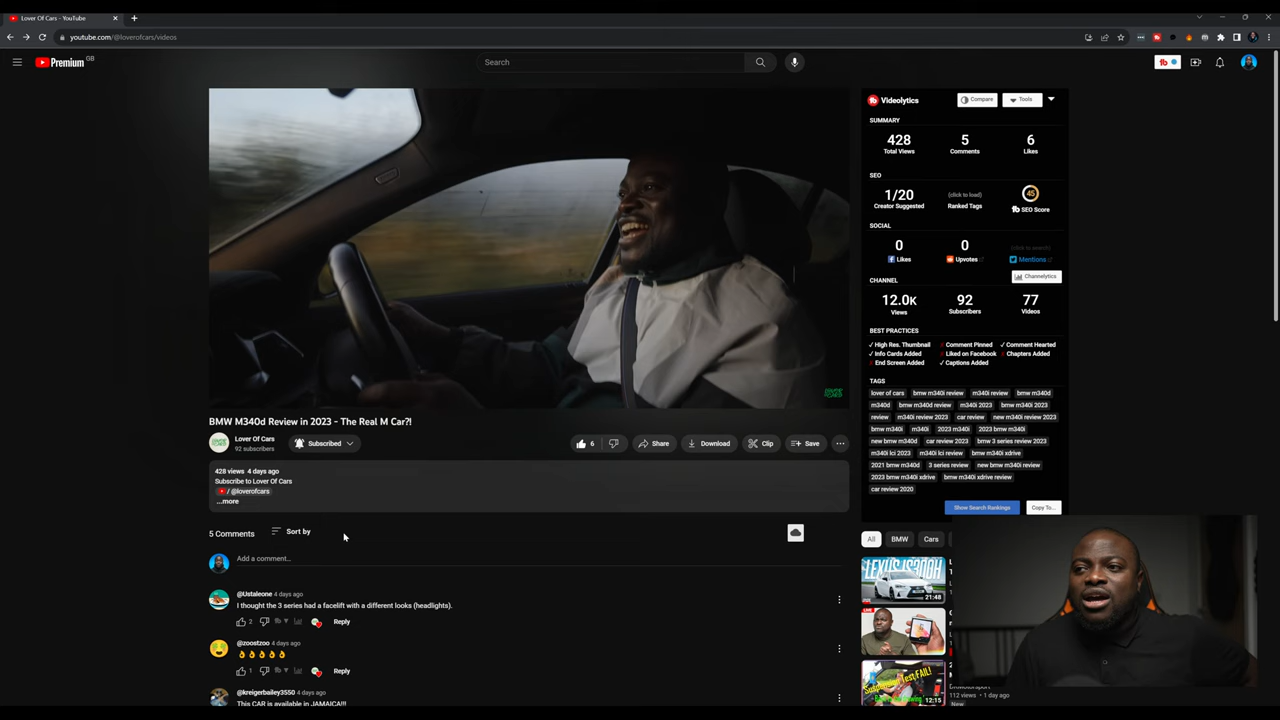 Lover Of Cars - YouTube
youtube.com/@loverofcars/videos
Premium GB
Search
BMW M340d Review in 2023 - The Real M Car?!
Lover Of Cars
92 subscribers
Subscribed
6
Share
Download
Clip
Save
428 views 4 days ago
Subscribe to Lover Of Cars
/ @loverofcars
...more
5 Comments
Sort by
Add a comment...
@Ustaleone 4 days ago
I thought the 3 series had a facelift with a different looks (headlights).
2
Reply
@zoostzoo 4 days ago
👌👌👌👌👌
1
Reply
@kreigerbailey3550 4 days ago
This CAR is available in JAMAICA!!!
Videolytics
Compare
Tools
SUMMARY
428 5 6
Total Views Comments Likes
SEO
1/20 (click to load) 45
Creator Suggested Ranked Tags SEO Score
SOCIAL
0 0 (click to search)
Likes Upvotes Mentions
CHANNEL
Channelytics
12.0K 92 77
Views Subscribers Videos
BEST PRACTICES
✓ High Res. Thumbnail ✗ Comment Pinned ✓ Comment Hearted
✓ Info Cards Added ✗ Liked on Facebook ✗ Chapters Added
✗ End Screen Added ✓ Captions Added
TAGS
lover of cars bmw m340i review m340i review bmw m340d
m340d bmw m340d review m340i 2023 bmw m340i 2023
review m340i review 2023 car review new m340i review 2023
bmw m340i m340i 2023 m340i 2023 bmw m340i
new bmw m340d car review 2023 bmw 3 series review 2023
m340i lci 2023 m340i lci review bmw m340i xdrive
2021 bmw m340d 3 series review new bmw m340i review
2023 bmw m340i xdrive bmw m340i xdrive review
car review 2020
Show Search Rankings
Copy To...
All
BMW
Cars
LEXUS IS300H
21:48
LIVE
Suspension Test FAIL!
12:15
112 views • 1 day ago
New